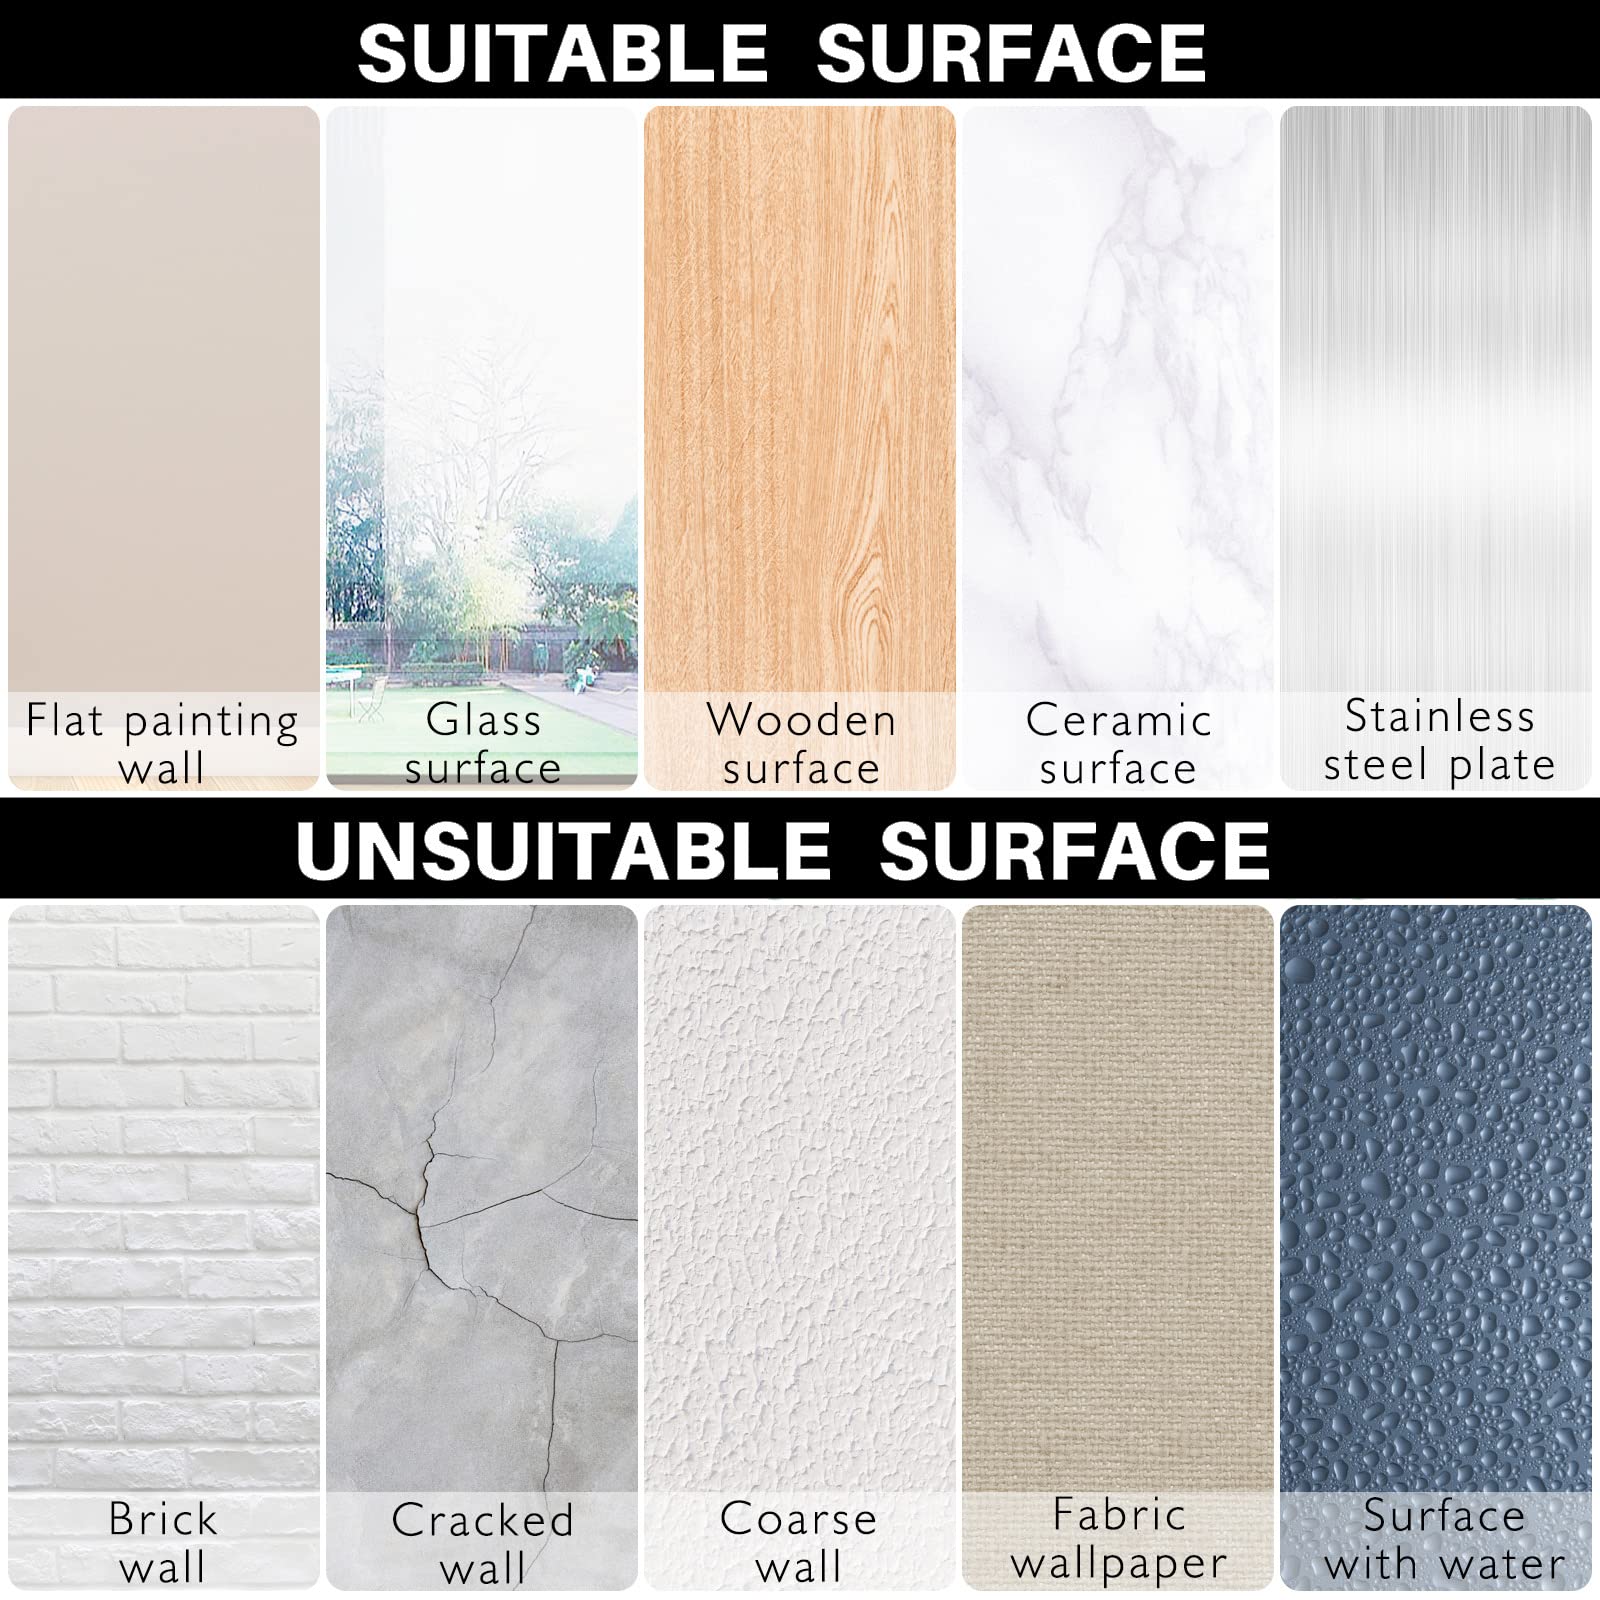 SUITABLE SURFACE
Flat painting
wall
Glass
surface
Wooden
surface
Ceramic
surface
Stainless
steel plate
UNSUITABLE SURFACE
Brick
wall
Cracked
wall
Coarse
wall
Fabric
wallpaper
Surface
with water